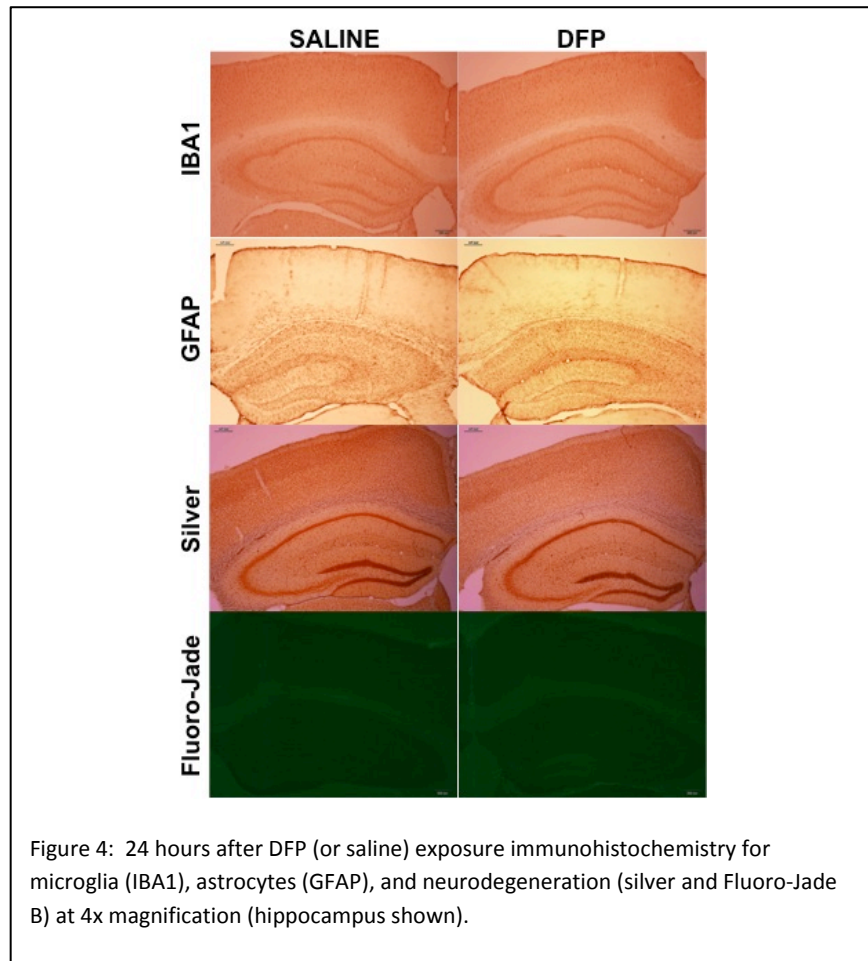 SALINE DFP
IBA1
GFAP
Silver
Fluoro-Jade
Figure 4: 24 hours after DFP (or saline) exposure immunohistochemistry for
microglia (IBA1), astrocytes (GFAP), and neurodegeneration (silver and Fluoro-Jade
B) at 4x magnification (hippocampus shown).